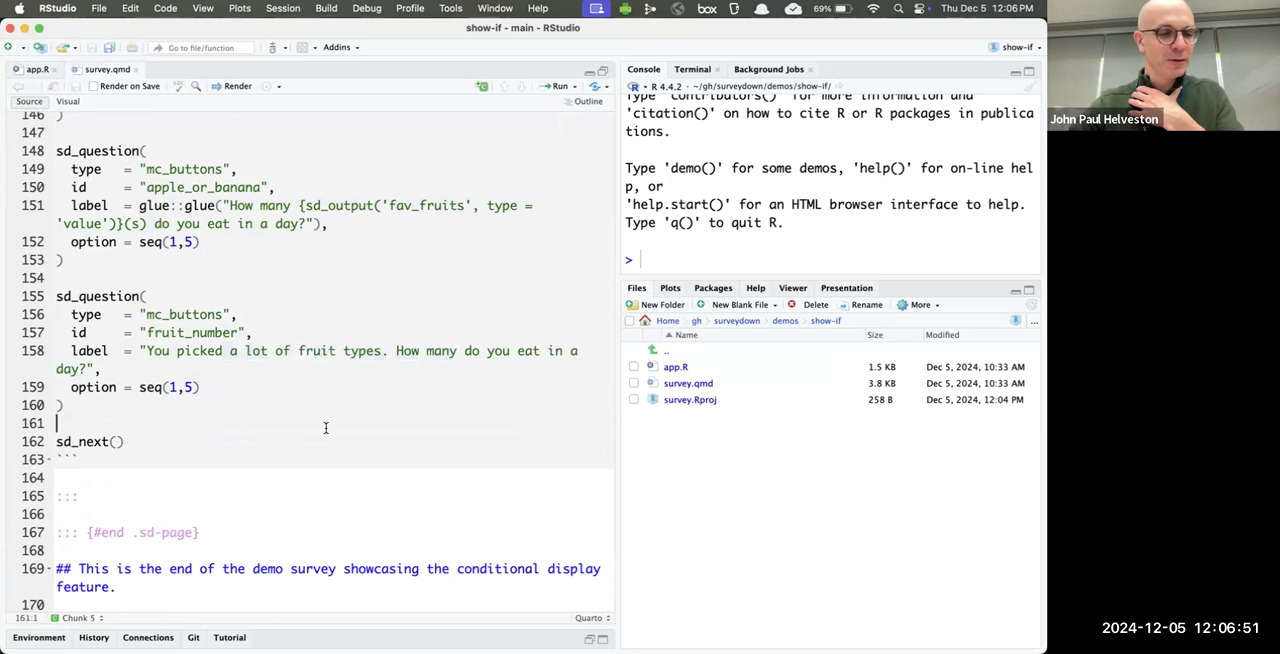 RStudio File Edit Code View Plots Session Build Debug Profile Tools Window Help box 69% Thu Dec 5 12:06 PM
show-if - main - RStudio
Go to file/function Addins show-if
app.R survey.qmd
Render on Save Render Run
Source Visual Outline
146 )
147
148 sd_question(
149 type = "mc_buttons",
150 id = "apple_or_banana",
151 label = glue::glue("How many {sd_output('fav_fruits', type =
'value')}(s) do you eat in a day?"),
152 option = seq(1,5)
153 )
154
155 sd_question(
156 type = "mc_buttons",
157 id = "fruit_number",
158 label = "You picked a lot of fruit types. How many do you eat in a
day?",
159 option = seq(1,5)
160 )
161
162 sd_next()
163 ```
164
165 :::
166
167 ::: {#end .sd-page}
168
169 ## This is the end of the demo survey showcasing the conditional display
feature.
170
161:1 Chunk 5 Quarto
Environment History Connections Git Tutorial
Console Terminal Background Jobs
R 4.4.2 · ~/gh/surveydown/demos/show-if/
Type 'contributors()' for more information and
'citation()' on how to cite R or R packages in publica
tions.
Type 'demo()' for some demos, 'help()' for on-line hel
p, or
'help.start()' for an HTML browser interface to help.
Type 'q()' to quit R.
>
Files Plots Packages Help Viewer Presentation
New Folder New Blank File Delete Rename More
Home gh surveydown demos show-if ...
Name Size Modified
..
app.R 1.5 KB Dec 5, 2024, 10:33 AM
survey.qmd 3.8 KB Dec 5, 2024, 10:33 AM
survey.Rproj 258 B Dec 5, 2024, 12:04 PM
John Paul Helveston
2024-12-05 12:06:51